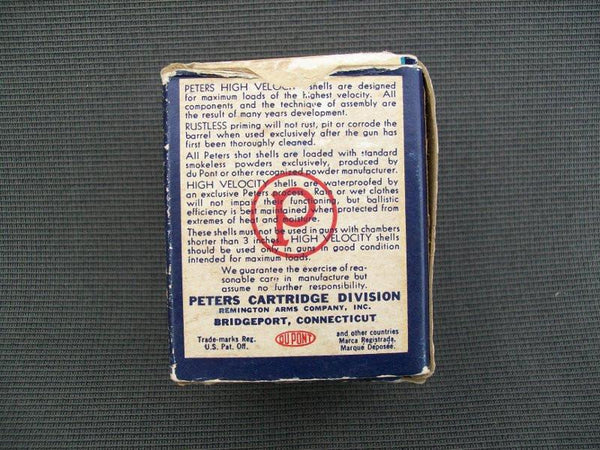 PETERS HIGH VELOCITY shells are designed
for maximum loads of the highest velocity. All
components and the technique of assembly are
the result of many years development.
RUSTLESS priming will not rust, pit or corrode the
barrel when used exclusively after the gun has
first been thoroughly cleaned.
All Peters shot shells are loaded with standard
smokeless powders exclusively, produced by
du Pont or other recognized powder manufacturer.
HIGH VELOCITY shells are waterproofed by
an exclusive Peters process. Rain or wet clothes
will not impair their function, but ballistic
efficiency is best retained when protected from
extremes of heat and moisture.
These shells must not be used in guns with chambers
shorter than 3 inches. HIGH VELOCITY shells
should be used only in guns in good condition
intended for maximum loads.
P
We guarantee the exercise of rea-
sonable care in manufacture but
assume no further responsibility.
PETERS CARTRIDGE DIVISION
REMINGTON ARMS COMPANY, INC.
BRIDGEPORT, CONNECTICUT
Trade-marks Reg.
U.S. Pat. Off.
DU PONT
and other countries
Marca Registrada
Marque Déposée